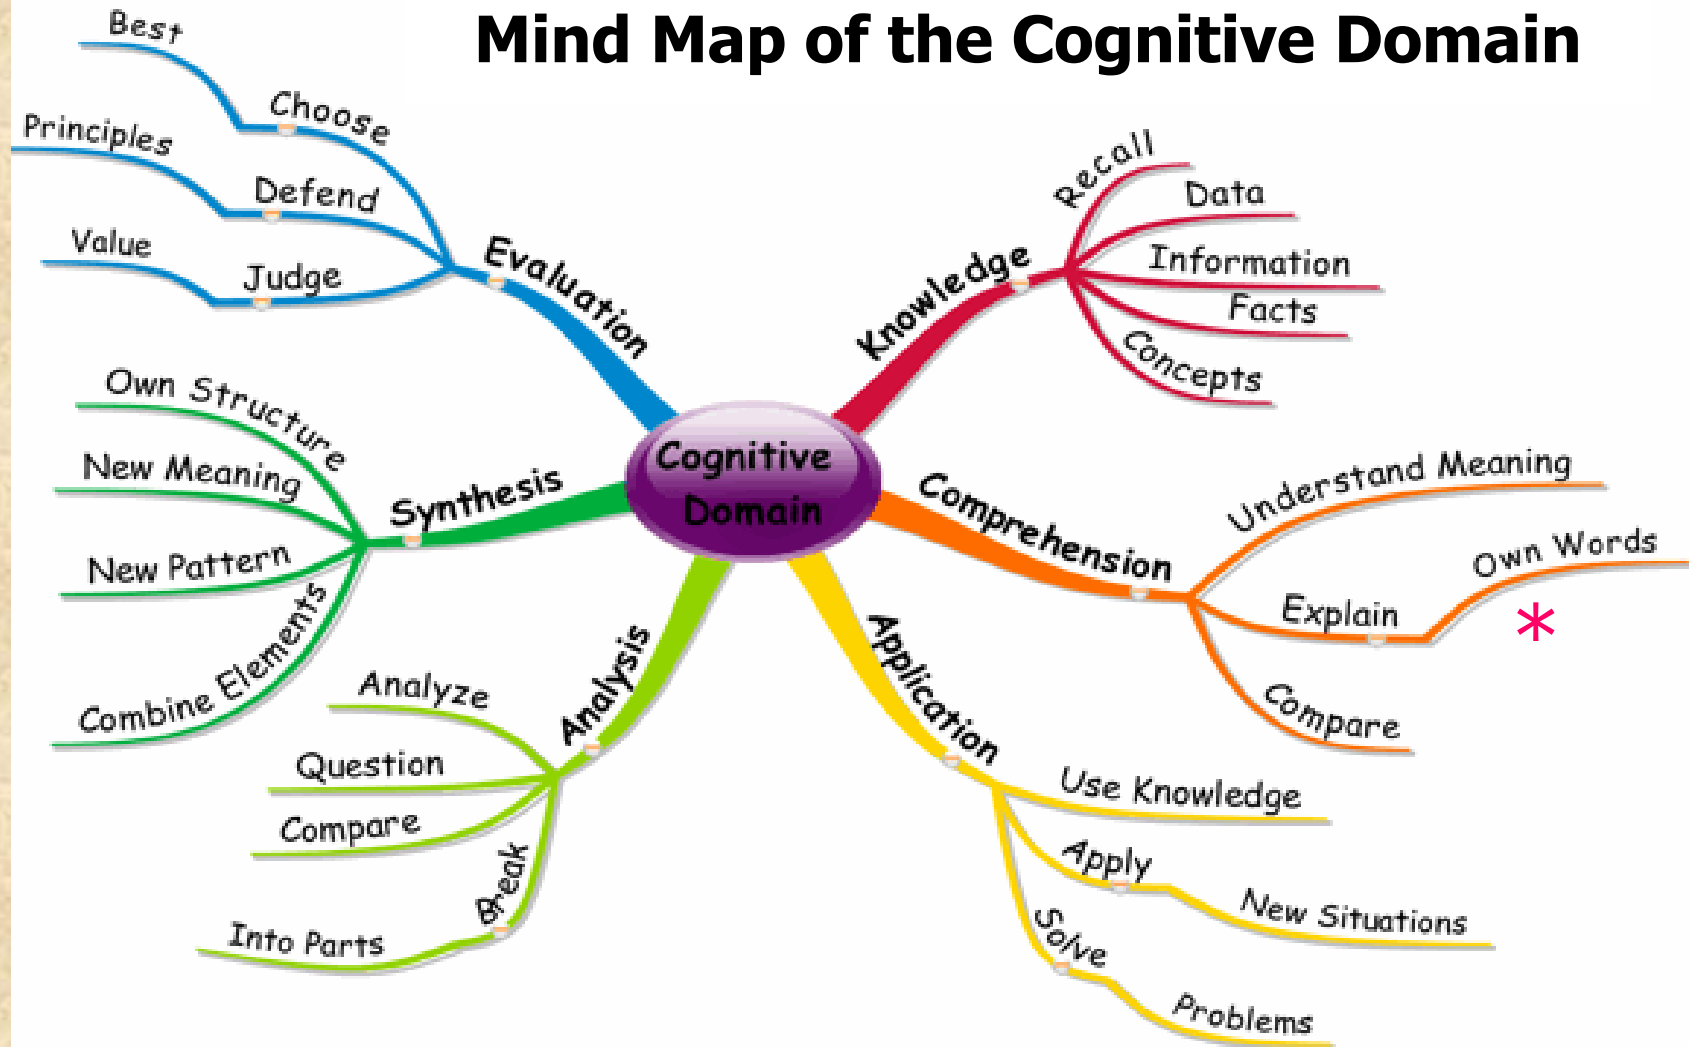 Mind Map of the Cognitive Domain
Cognitive
Domain
Knowledge
Recall
Data
Information
Facts
Concepts
Comprehension
Understand Meaning
Explain
Own Words
*
Compare
Application
Use Knowledge
Apply
New Situations
Solve
Problems
Analysis
Analyze
Question
Compare
Break
Into Parts
Synthesis
Own Structure
New Meaning
New Pattern
Combine Elements
Evaluation
Choose
Best
Defend
Principles
Judge
Value